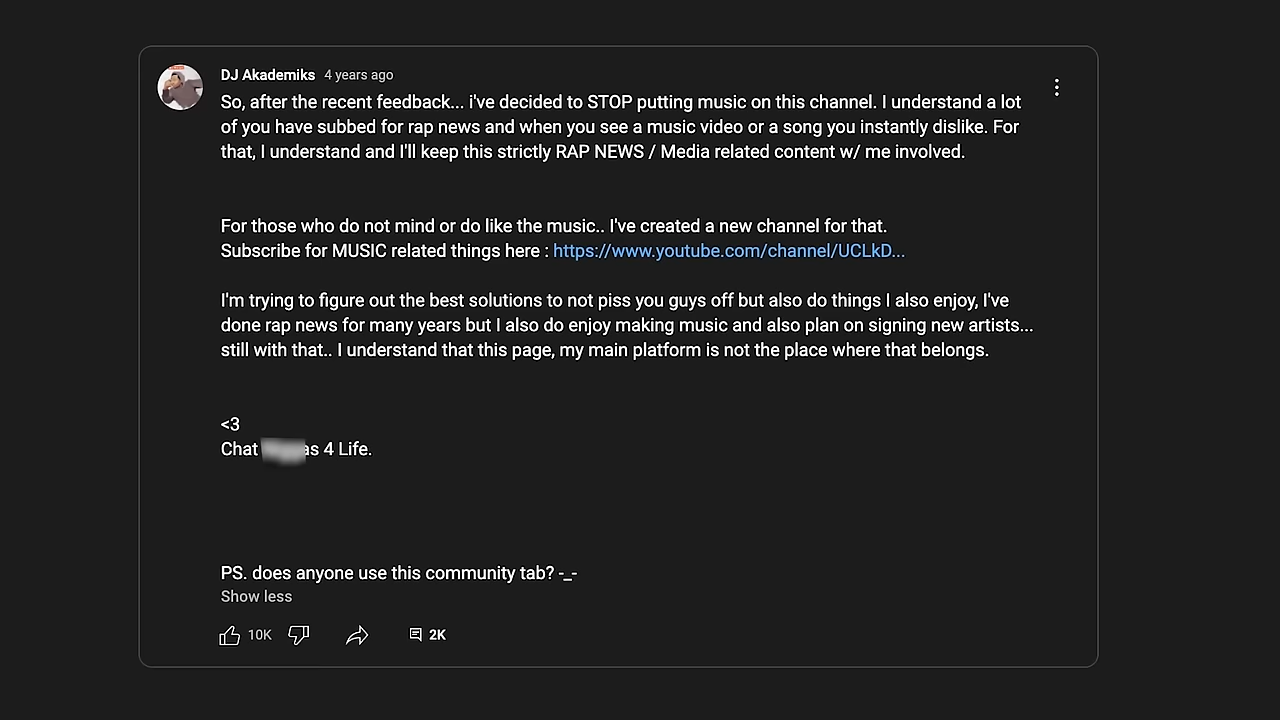 DJ Akademiks 4 years ago
So, after the recent feedback... i've decided to STOP putting music on this channel. I understand a lot
of you have subbed for rap news and when you see a music video or a song you instantly dislike. For
that, I understand and I'll keep this strictly RAP NEWS / Media related content w/ me involved.
For those who do not mind or do like the music.. I've created a new channel for that.
Subscribe for MUSIC related things here : https://www.youtube.com/channel/UCLkD...
I'm trying to figure out the best solutions to not piss you guys off but also do things I also enjoy, I've
done rap news for many years but I also do enjoy making music and also plan on signing new artists...
still with that.. I understand that this page, my main platform is not the place where that belongs.
<3
Chat 4 Life.
PS. does anyone use this community tab? -_-
Show less
10K 2K